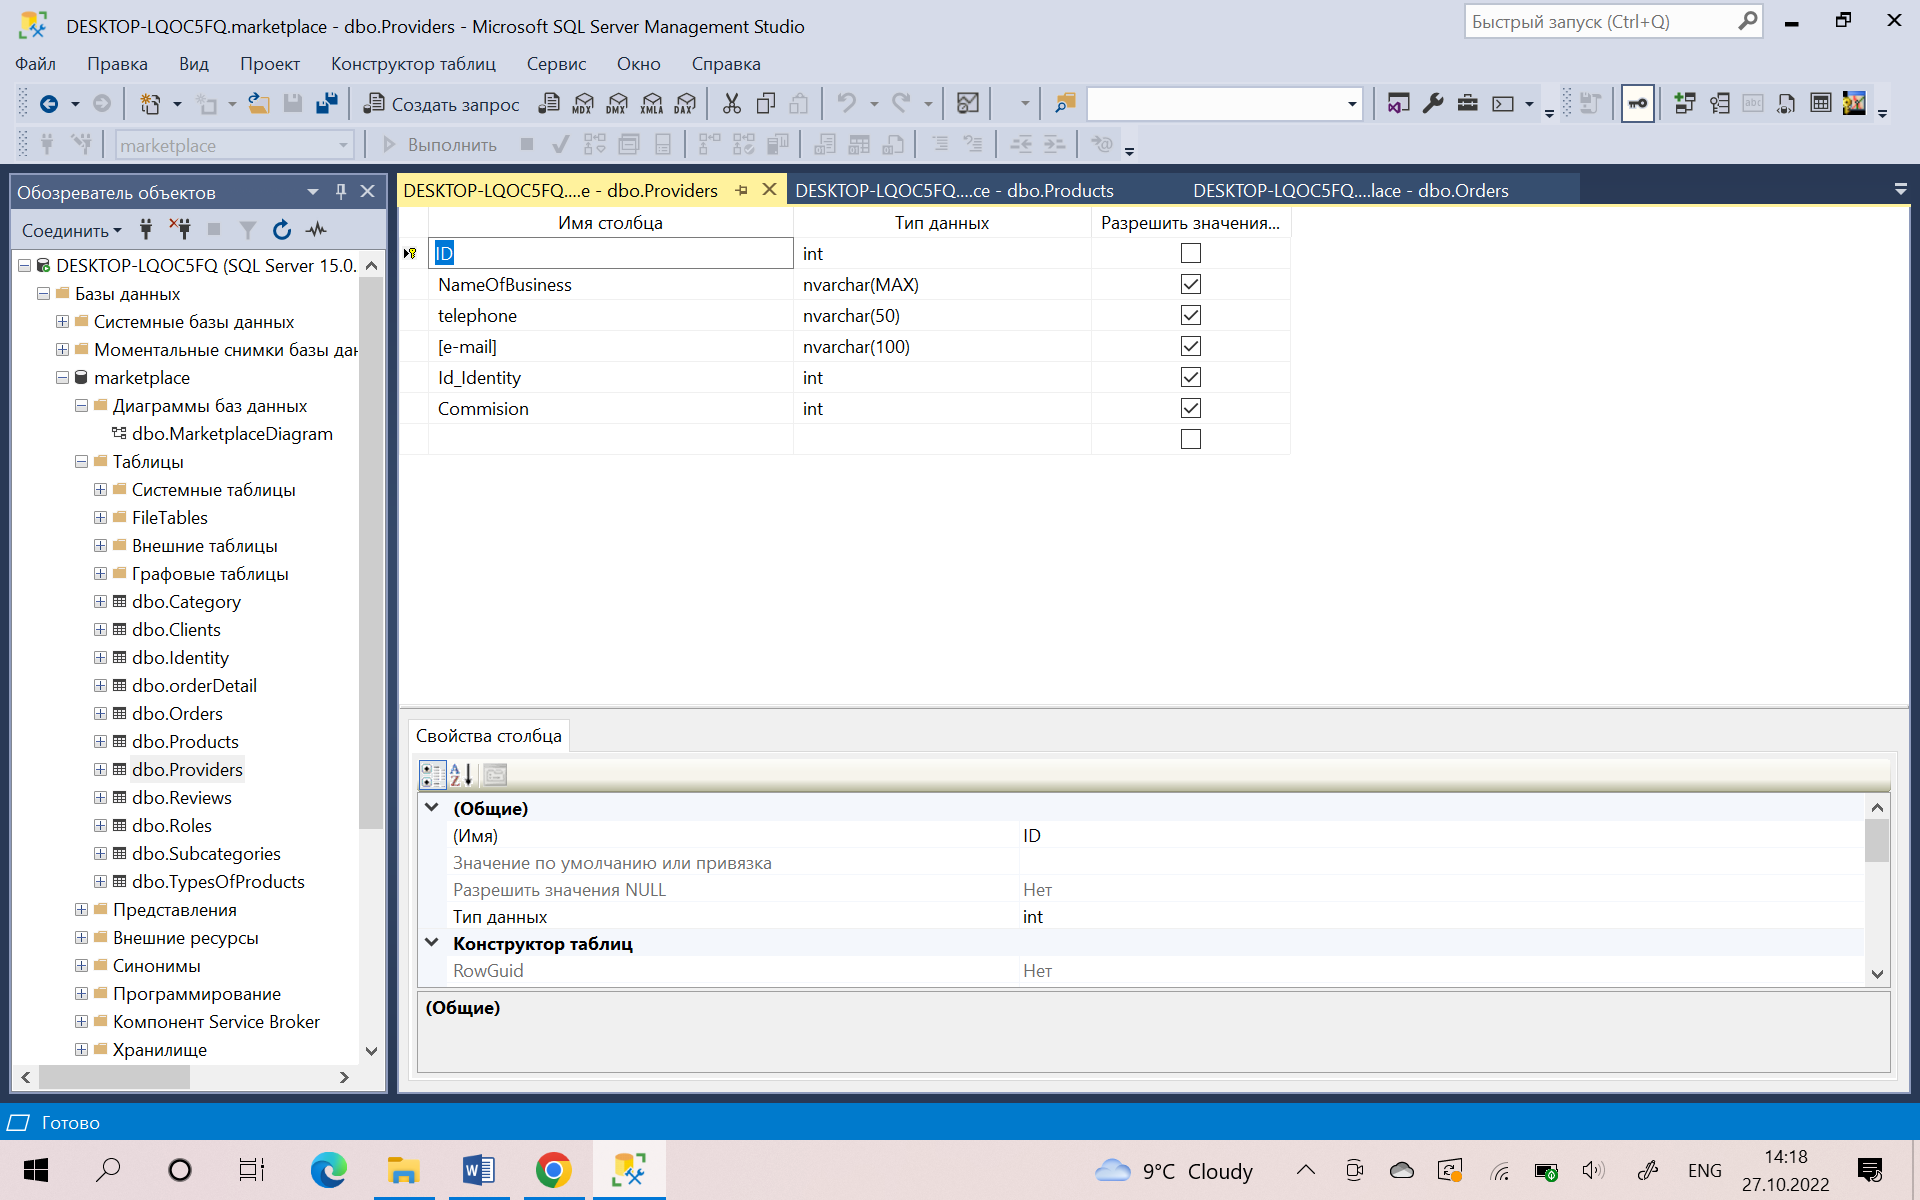 DESKTOP-LQOC5FQ.marketplace - dbo.Providers - Microsoft SQL Server Management Studio
Быстрый запуск (Ctrl+Q)
Файл Правка Вид Проект Конструктор таблиц Сервис Окно Справка
Создать запрос MDX DMX XMLA DAX
marketplace Выполнить
Обозреватель объектов
Соединить
DESKTOP-LQOC5FQ (SQL Server 15.0.
Базы данных
Системные базы данных
Моментальные снимки базы дан
marketplace
Диаграммы баз данных
dbo.MarketplaceDiagram
Таблицы
Системные таблицы
FileTables
Внешние таблицы
Графовые таблицы
dbo.Category
dbo.Clients
dbo.Identity
dbo.orderDetail
dbo.Orders
dbo.Products
dbo.Providers
dbo.Reviews
dbo.Roles
dbo.Subcategories
dbo.TypesOfProducts
Представления
Внешние ресурсы
Синонимы
Программирование
Компонент Service Broker
Хранилище
DESKTOP-LQOC5FQ....e - dbo.Providers DESKTOP-LQOC5FQ....ce - dbo.Products DESKTOP-LQOC5FQ....lace - dbo.Orders
Имя столбца Тип данных Разрешить значения...
ID int
NameOfBusiness nvarchar(MAX)
telephone nvarchar(50)
[e-mail] nvarchar(100)
Id_Identity int
Commision int
Свойства столбца
(Общие)
(Имя) ID
Значение по умолчанию или привязка
Разрешить значения NULL Нет
Тип данных int
Конструктор таблиц
RowGuid Нет
(Общие)
Готово
9°C Cloudy ENG 14:18
27.10.2022